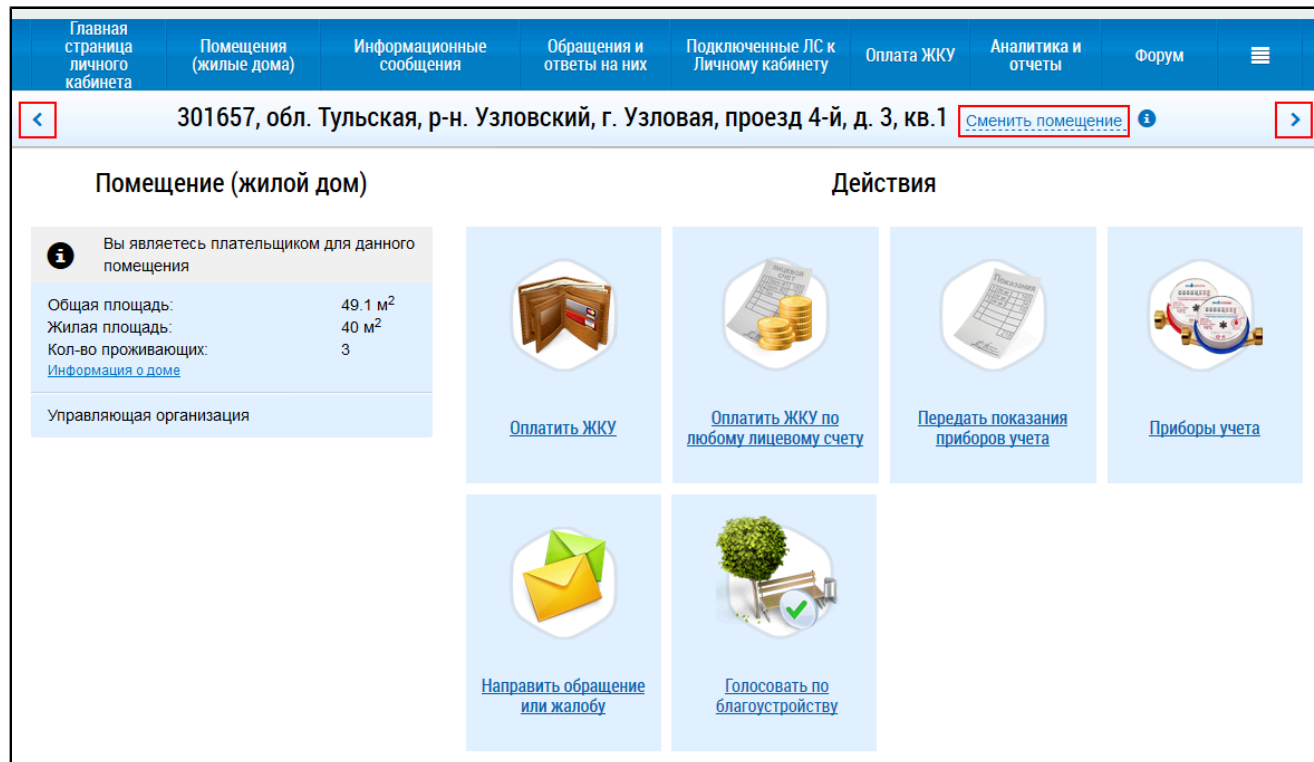 Главная
страница
личного
кабинета
Помещения
(жилые дома)
Информационные
сообщения
Обращения и
ответы на них
Подключенные ЛС к
Личному кабинету
Оплата ЖКУ
Аналитика и
отчеты
Форум
301657, обл. Тульская, р-н. Узловский, г. Узловая, проезд 4-й, д. 3, кв.1 Сменить помещение
Помещение (жилой дом)
Действия
Вы являетесь плательщиком для данного
помещения
Общая площадь: 49.1 м²
Жилая площадь: 40 м²
Кол-во проживающих: 3
Информация о доме
Управляющая организация
Оплатить ЖКУ
ЛИЦЕВОЙ
СЧЕТ
Оплатить ЖКУ по
любому лицевому счету
Показания
Передать показания
приборов учета
Приборы учета
Направить обращение
или жалобу
Голосовать по
благоустройству